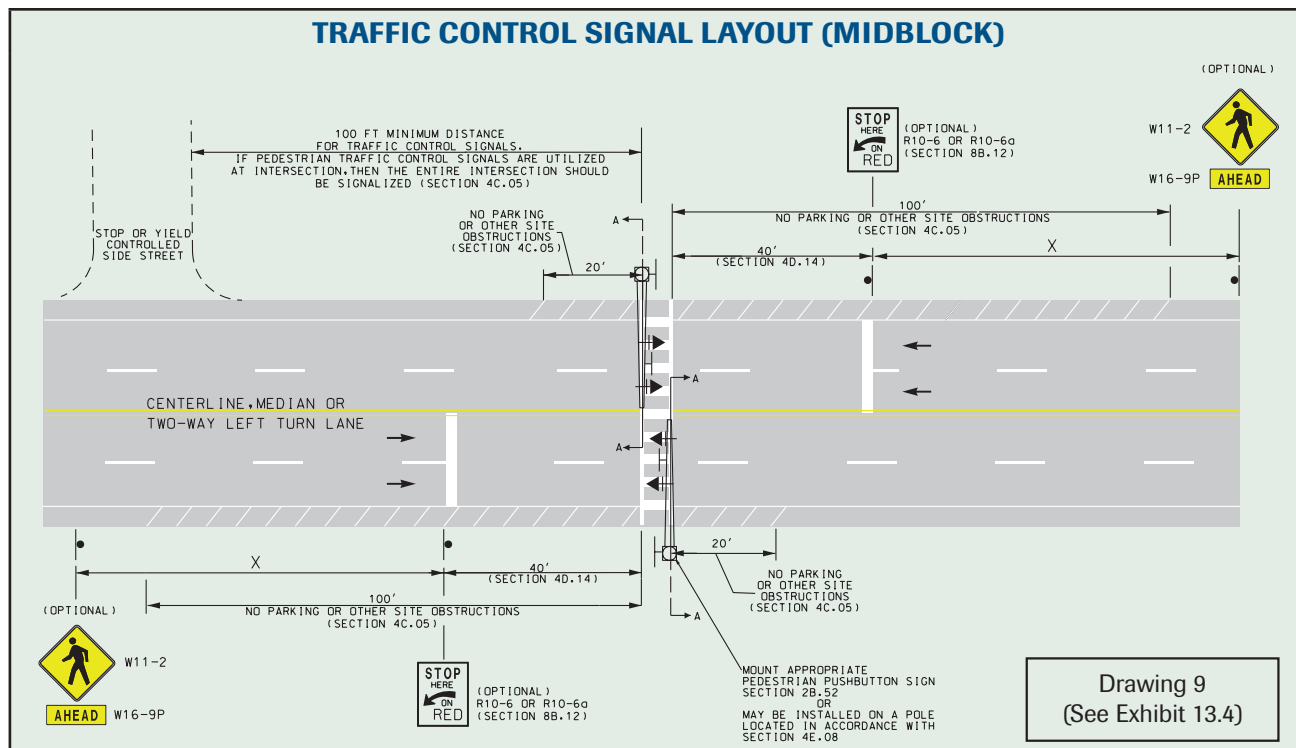 TRAFFIC CONTROL SIGNAL LAYOUT (MIDBLOCK)
(OPTIONAL)
W11-2
W16-9P
AHEAD
STOP
HERE
ON
RED
(OPTIONAL)
R10-6 OR R10-6a
(SECTION 8B.12)
100 FT MINIMUM DISTANCE
FOR TRAFFIC CONTROL SIGNALS.
IF PEDESTRIAN TRAFFIC CONTROL SIGNALS ARE UTILIZED
AT INTERSECTION,THEN THE ENTIRE INTERSECTION SHOULD
BE SIGNALIZED (SECTION 4C.05)
STOP OR YIELD
CONTROLLED
SIDE STREET
NO PARKING
OR OTHER SITE
OBSTRUCTIONS
(SECTION 4C.05)
20'
A
100'
NO PARKING OR OTHER SITE OBSTRUCTIONS
(SECTION 4C.05)
40'
(SECTION 4D.14)
X
A
CENTERLINE,MEDIAN OR
TWO-WAY LEFT TURN LANE
A
X
40'
(SECTION 4D.14)
100'
NO PARKING OR OTHER SITE OBSTRUCTIONS
(SECTION 4C.05)
20'
NO PARKING
OR OTHER SITE
OBSTRUCTIONS
(SECTION 4C.05)
A
(OPTIONAL)
W11-2
AHEAD
W16-9P
STOP
HERE
ON
RED
(OPTIONAL)
R10-6 OR R10-6a
(SECTION 8B.12)
MOUNT APPROPRIATE
PEDESTRIAN PUSHBUTTON SIGN
SECTION 2B.52
OR
MAY BE INSTALLED ON A POLE
LOCATED IN ACCORDANCE WITH
SECTION 4E.08
Drawing 9
(See Exhibit 13.4)